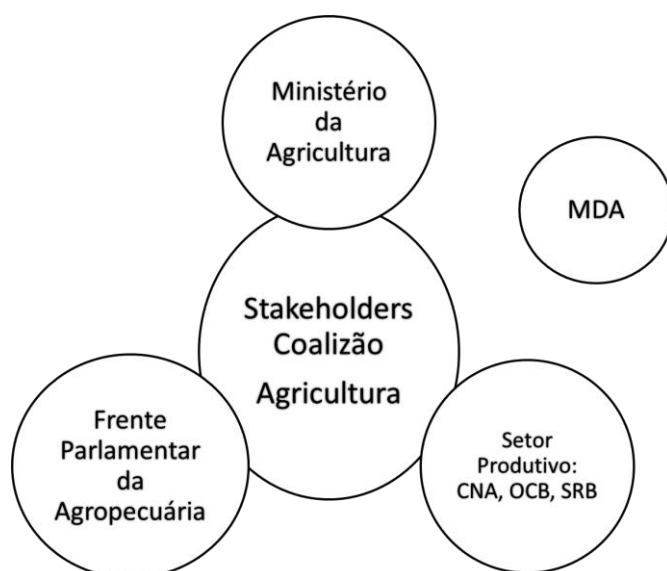 Ministério
da
Agricultura
MDA
Stakeholders
Coalizão
Agricultura
Frente
Parlamentar
da
Agropecuária
Setor
Produtivo:
CNA, OCB, SRB